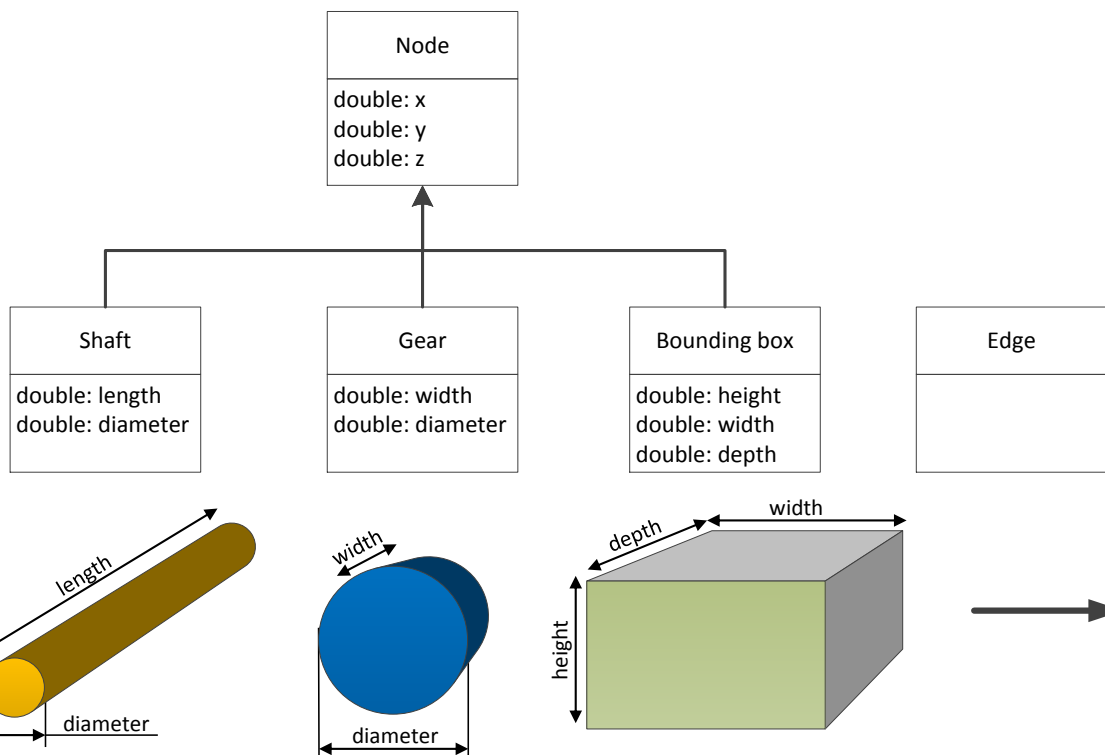 Node
double: x
double: y
double: z
Shaft
double: length
double: diameter
Gear
double: width
double: diameter
Bounding box
double: height
double: width
double: depth
Edge
length
diameter
width
diameter
depth
width
height